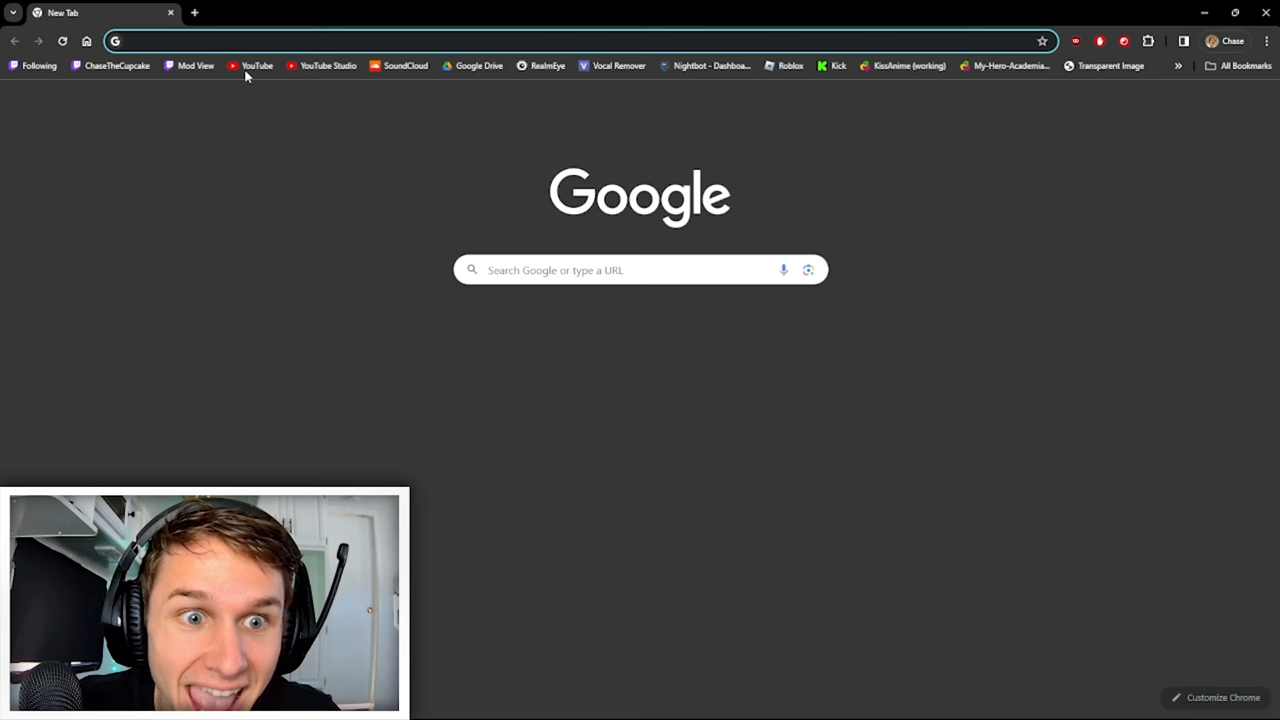 New Tab
Chase
Following
ChaseTheCupcake
Mod View
YouTube
YouTube Studio
SoundCloud
Google Drive
RealmEye
Vocal Remover
Nightbot - Dashboa...
Roblox
Kick
KissAnime (working)
My-Hero-Academia...
Transparent Image
»
All Bookmarks
Google
Search Google or type a URL
Customize Chrome